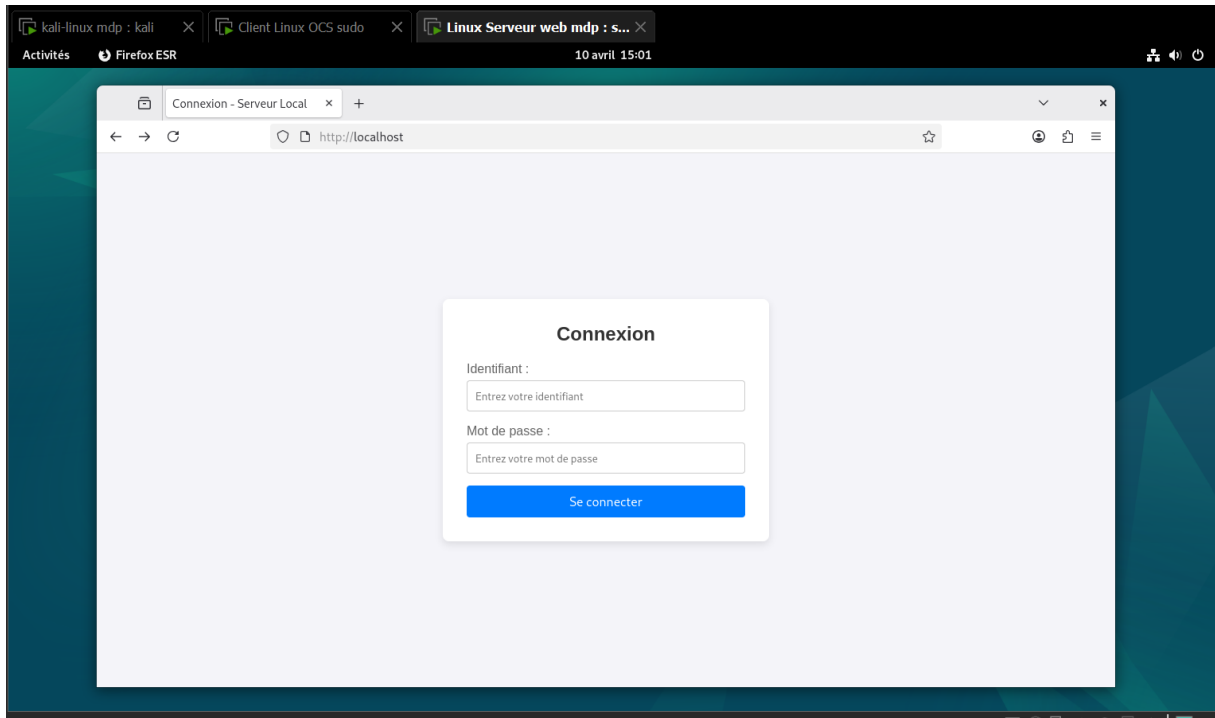 kali-linux mdp : kali
Client Linux OCS sudo
Linux Serveur web mdp : s...
Activités
Firefox ESR
10 avril 15:01
Connexion - Serveur Local
http://localhost
Connexion
Identifiant :
Entrez votre identifiant
Mot de passe :
Entrez votre mot de passe
Se connecter